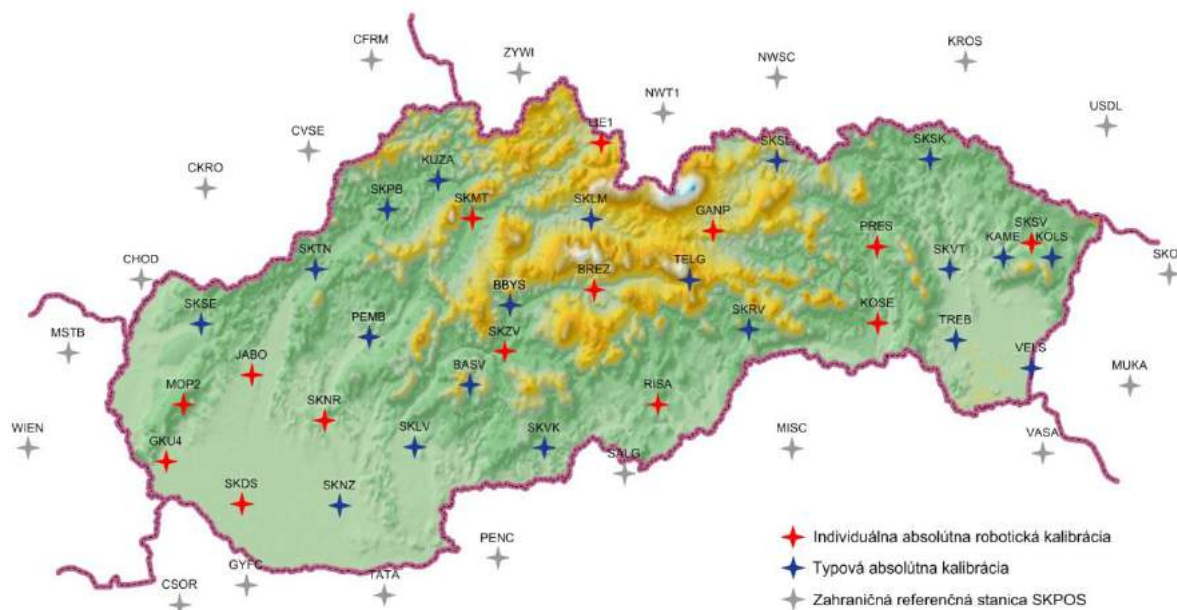 CFRM
ZYWI
NWSC
KROS
NWT1
USDL
LIE1
CVSE
SKSL
SKSK
KUZA
CKRO
SKPB
SKMT
SKLM
GANP
SKSV
PRES
SKTN
SKVT
KAME
KOLS
CHOD
TELG
SKO
BREZ
BBYS
SKSE
PEMB
SKRV
KOSE
MSTB
SKZV
TREB
JABO
BASV
VELS
MOP2
RISA
MUKA
SKNR
WIEN
GKU4
SKLV
SKVK
SALG
MISC
VASA
SKDS
SKNZ
PENC
Individuálna absolútna robotická kalibrácia
GYFC
Typová absolútna kalibrácia
CSOR
TATA
Zahraničná referenčná stanica SKPOS